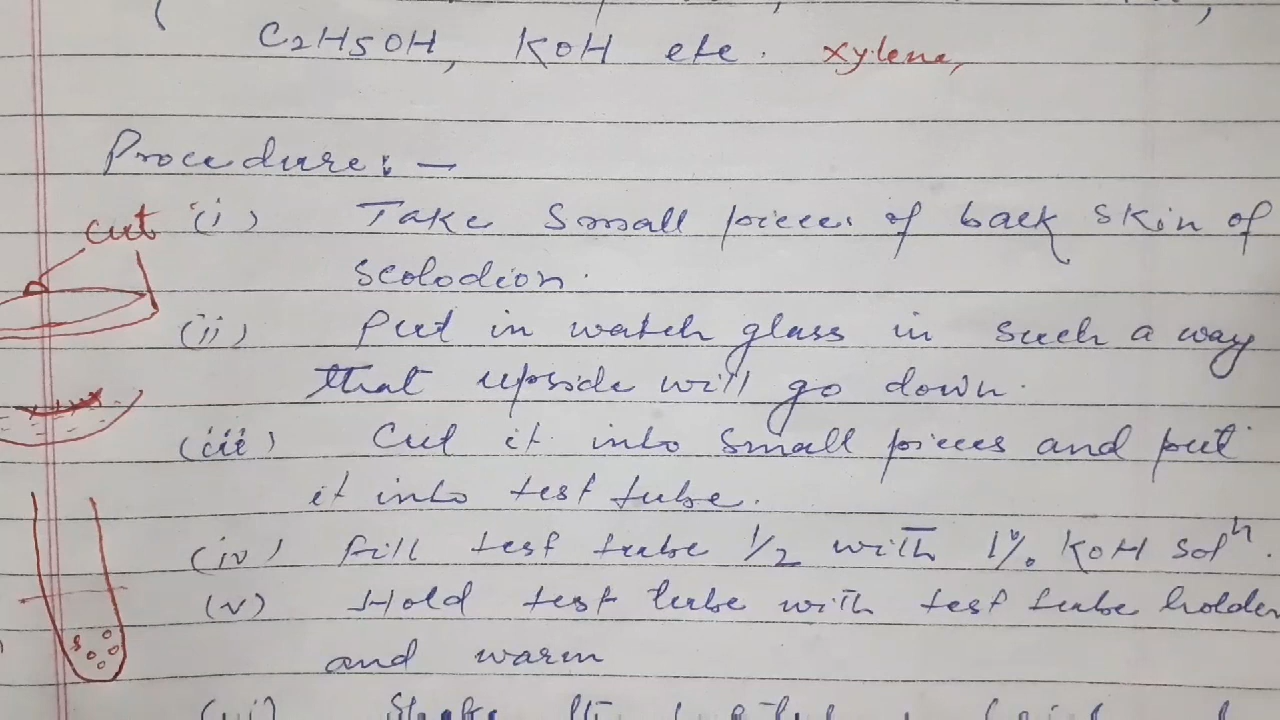 C2H5OH, KOH etc. xylene,
Procedure: —
cut (i) Take small pieces of back skin of
scolodion.
(ii) Put in watch glass in such a way
that upside will go down.
(iii) Cut it into small pieces and put
it into test tube.
(iv) fill test tube 1/2 with 1% KOH solⁿ.
(v) Hold test tube with test tube holder
and warm
(vi) Shake